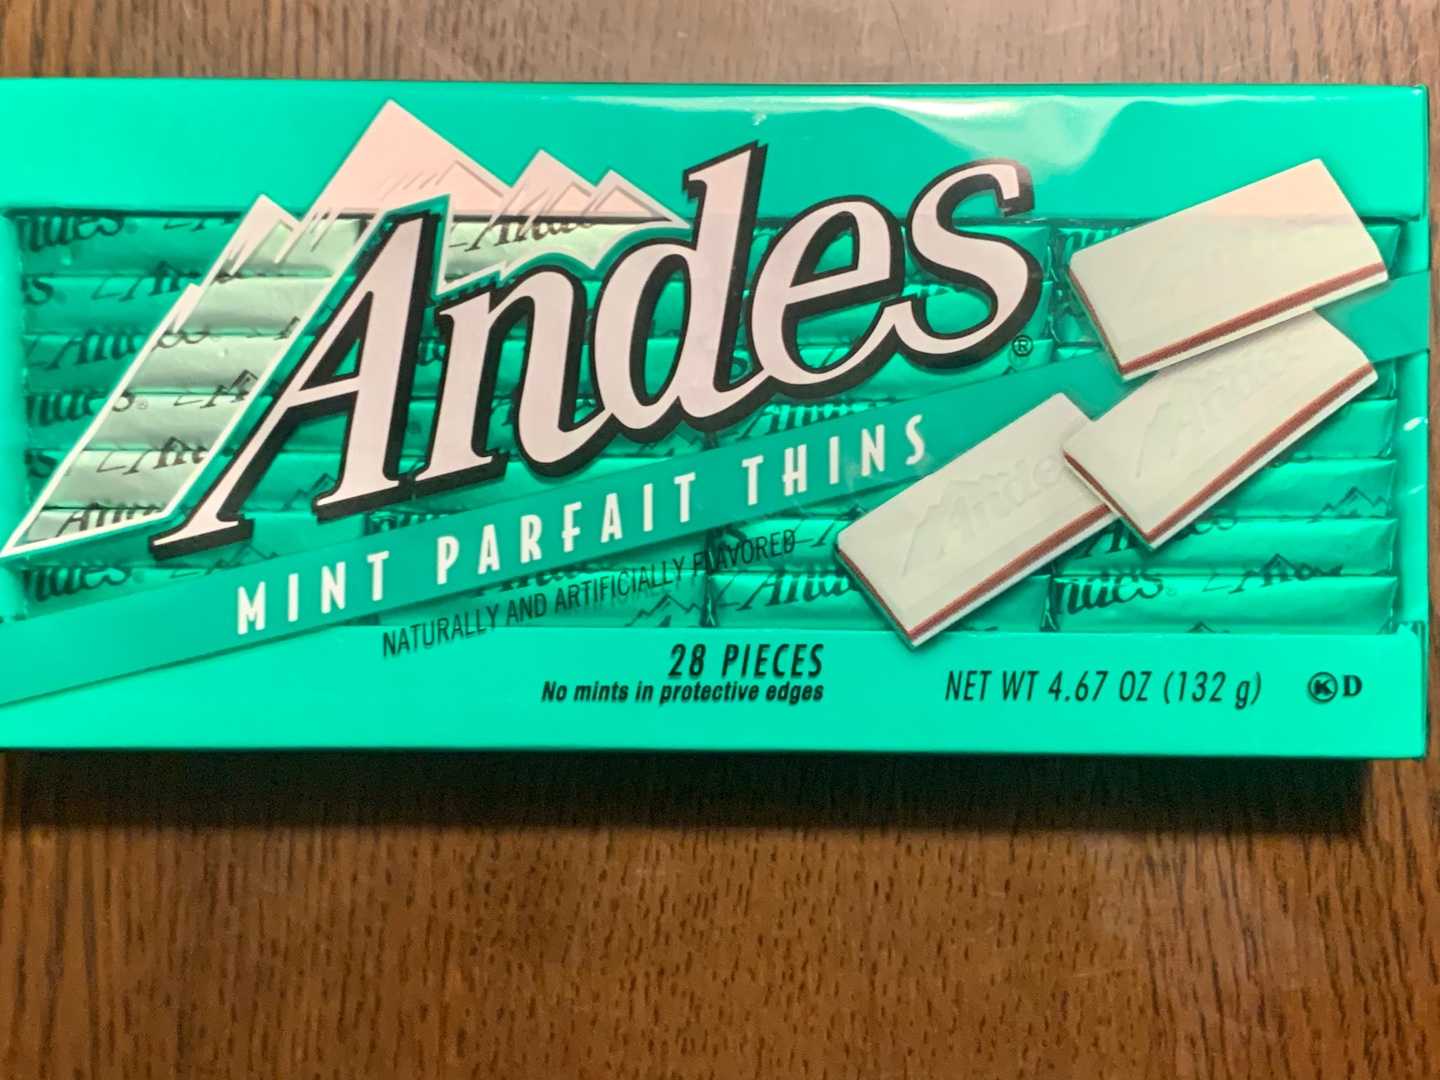 Andes®
MINT PARFAIT THINS
NATURALLY AND ARTIFICIALLY FLAVORED
28 PIECES
No mints in protective edges
NET WT 4.67 OZ (132 g)
K D